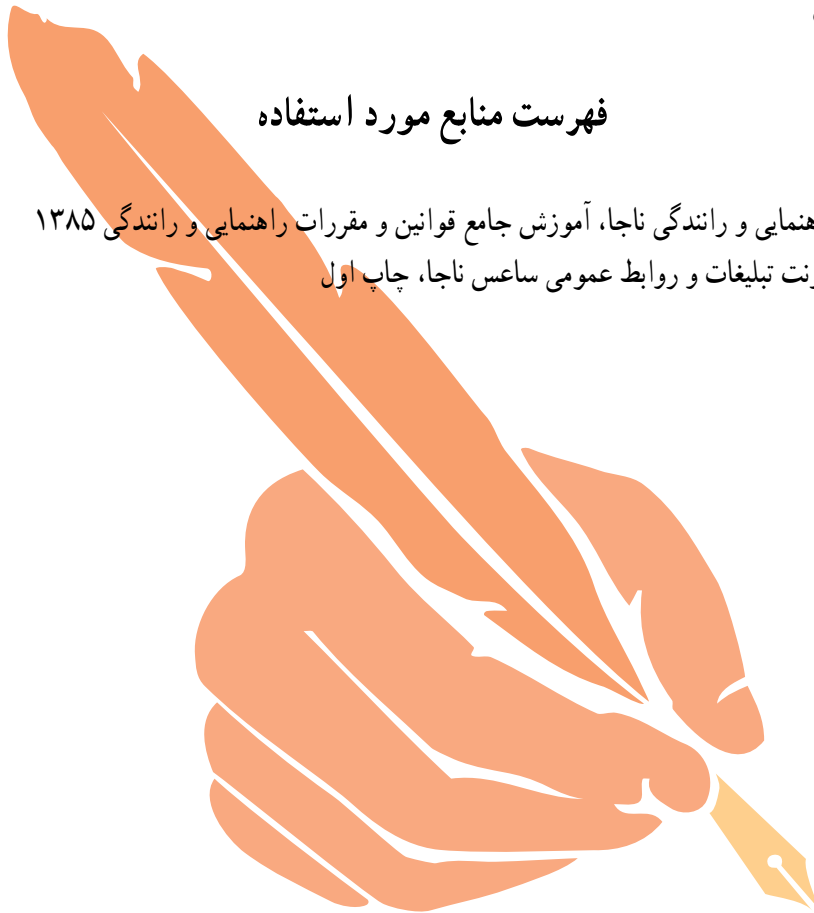 فهرست منابع مورد استفاده
هنمایی و رانندگی ناجا، آموزش جامع قوانین و مقررات راهنمایی و رانندگی ۱۳۸۵
ونت تبلیغات و روابط عمومی ساعس ناجا، چاپ اول